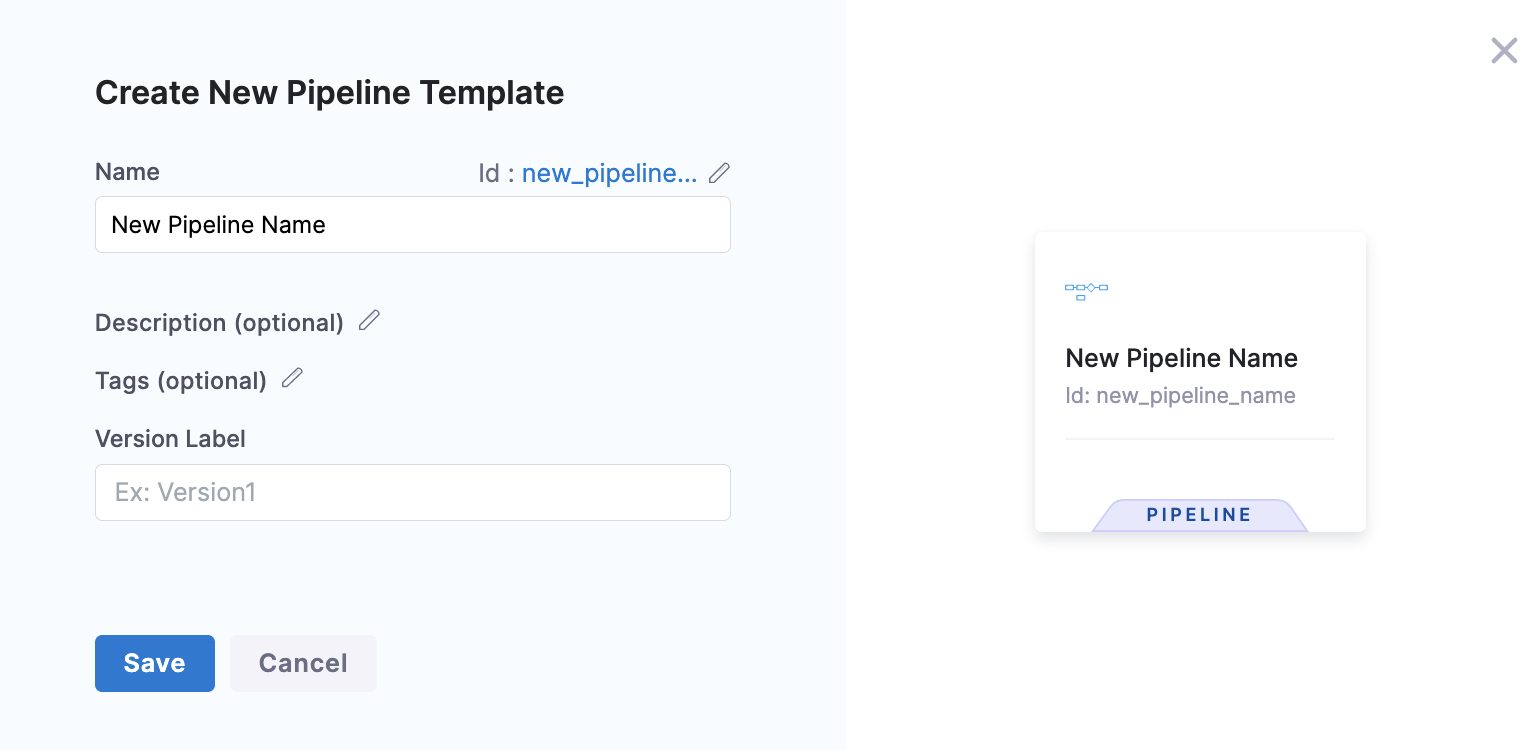 Create New Pipeline Template
Name
Id : new_pipeline...
New Pipeline Name
Description (optional)
Tags (optional)
Version Label
Ex: Version1
Save
Cancel
New Pipeline Name
Id: new_pipeline_name
PIPELINE